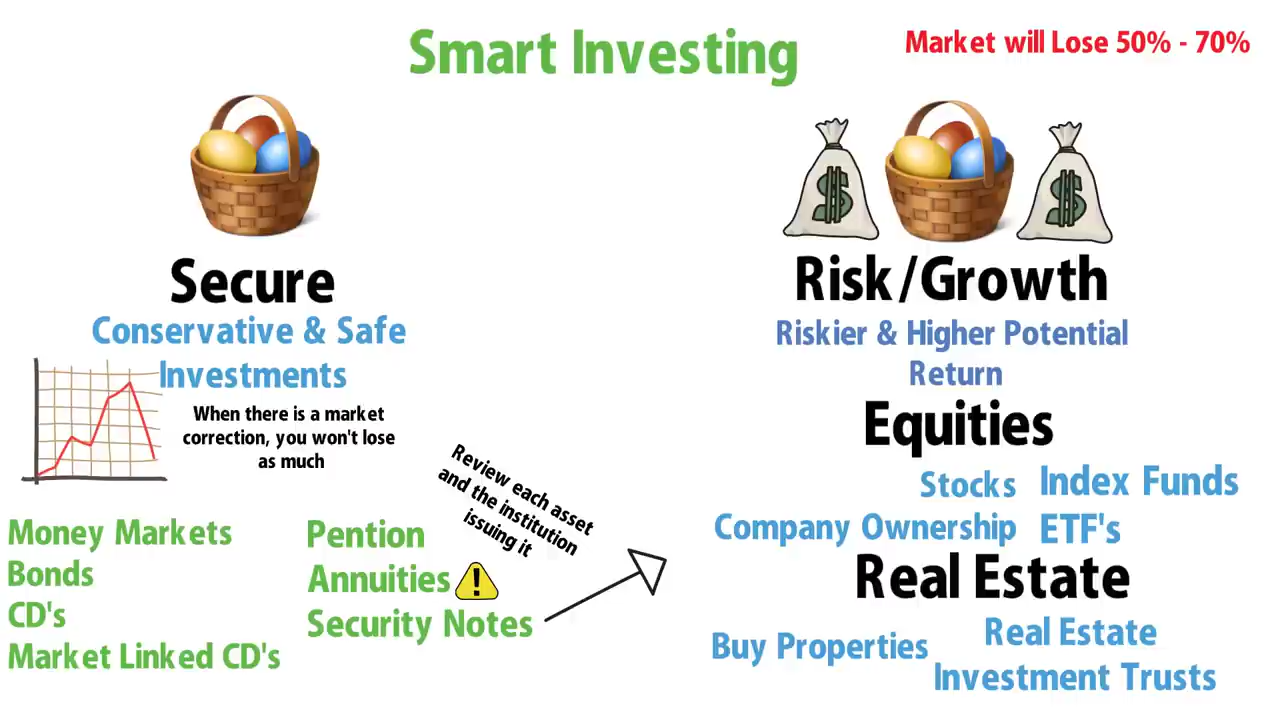 Smart Investing
Market will Lose 50% - 70%
Secure
Conservative & Safe
Investments
When there is a market
correction, you won't lose
as much
Money Markets
Bonds
CD's
Market Linked CD's
Pention
Annuities
Security Notes
Review each asset
and the institution
issuing it
$
$
Risk/Growth
Riskier & Higher Potential
Return
Equities
Stocks
Index Funds
Company Ownership
ETF's
Real Estate
Buy Properties
Real Estate
Investment Trusts